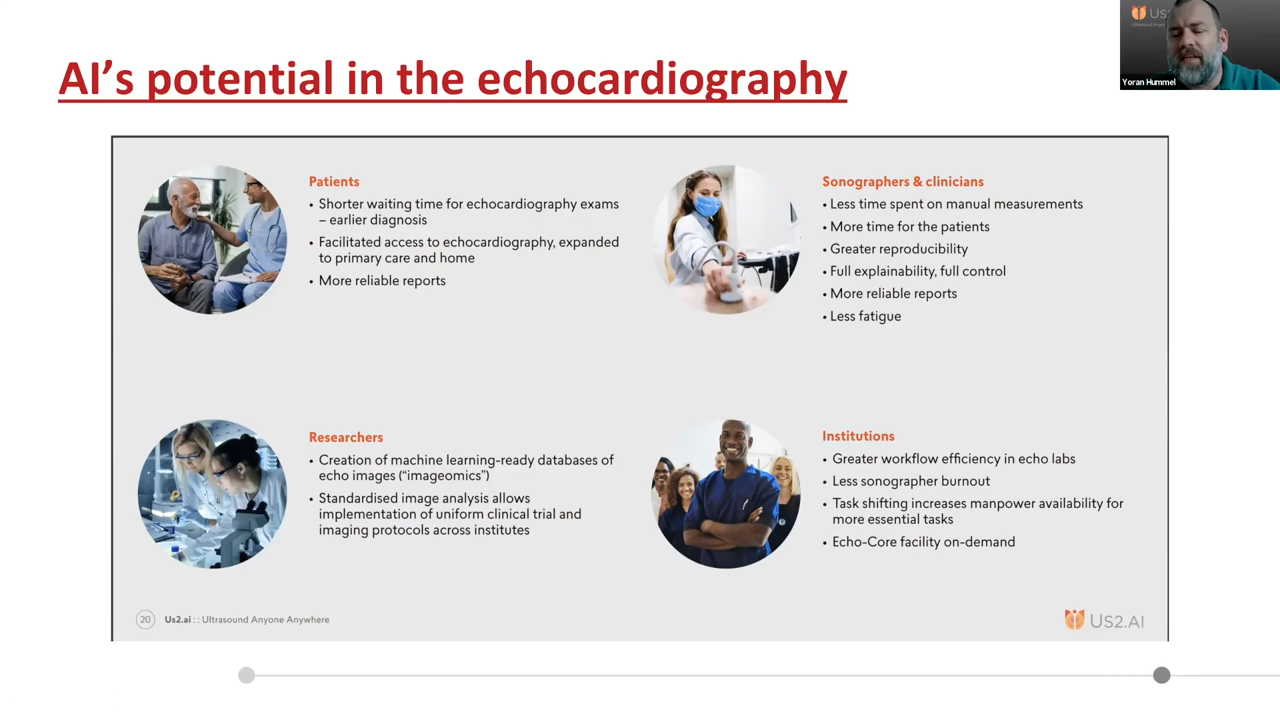 AI's potential in the echocardiography
Us
Yoran Hummel
Patients
• Shorter waiting time for echocardiography exams
– earlier diagnosis
• Facilitated access to echocardiography, expanded
to primary care and home
• More reliable reports
Sonographers & clinicians
• Less time spent on manual measurements
• More time for the patients
• Greater reproducibility
• Full explainability, full control
• More reliable reports
• Less fatigue
Researchers
• Creation of machine learning-ready databases of
echo images (“imageomics”)
• Standardised image analysis allows
implementation of uniform clinical trial and
imaging protocols across institutes
Institutions
• Greater workflow efficiency in echo labs
• Less sonographer burnout
• Task shifting increases manpower availability for
more essential tasks
• Echo-Core facility on-demand
20 Us2.ai : : Ultrasound Anyone Anywhere
US2.AI